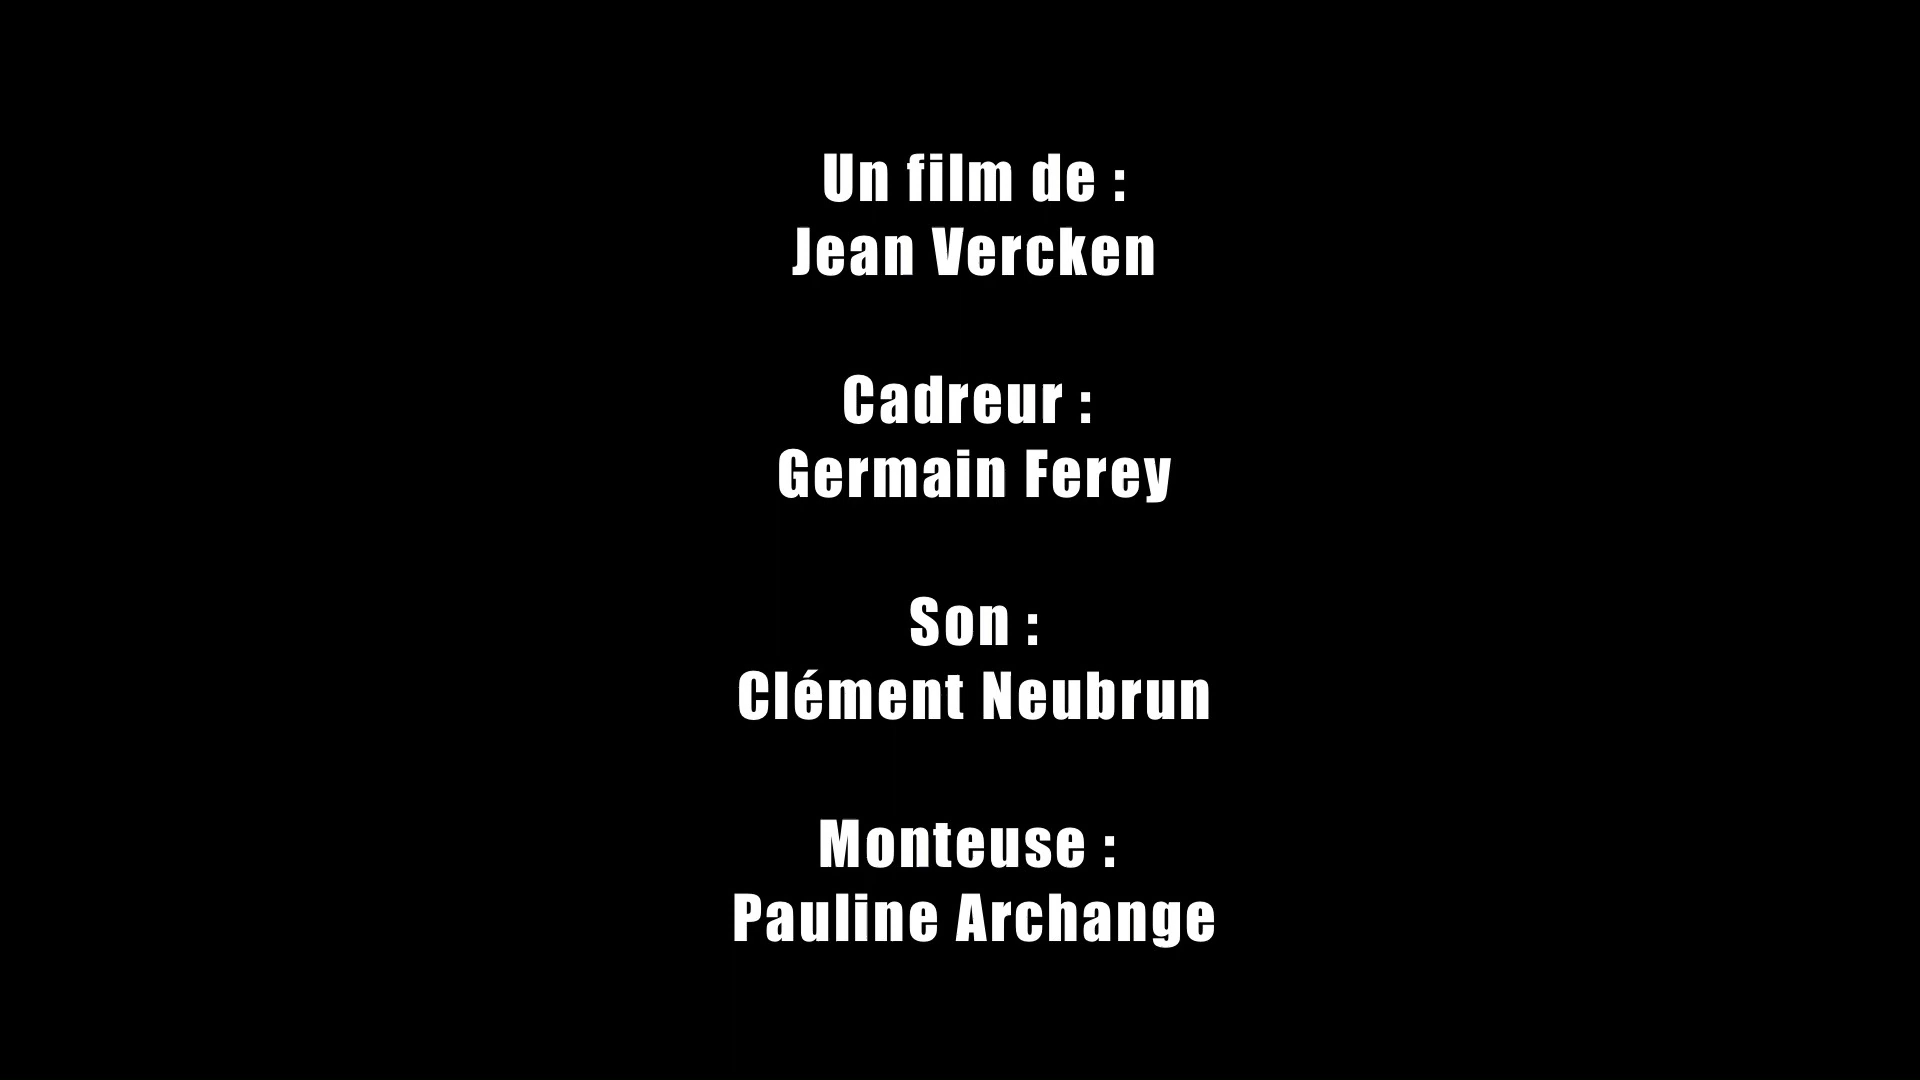 Un film de :
Jean Vercken
Cadreur :
Germain Ferey
Son :
Clément Neubrun
Monteuse :
Pauline Archange